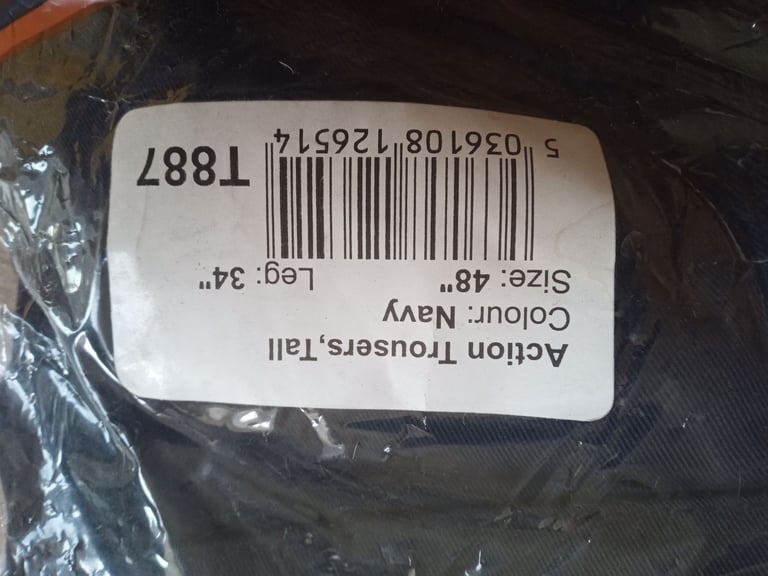 Action Trousers,Tall
Colour: Navy
Size: 48" Leg: 34"
5 036108 126514
T887